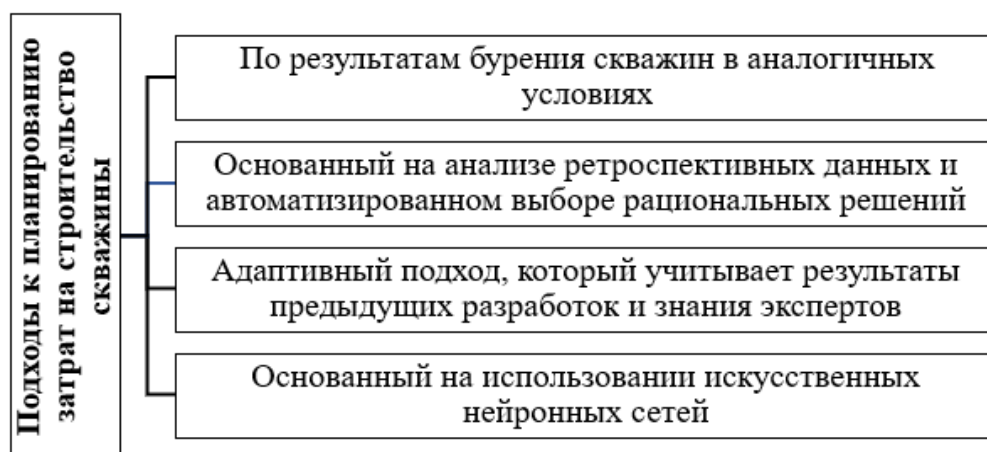 Подходы к планированию
затрат на строительство
скважины
По результатам бурения скважин в аналогичных
условиях
Основанный на анализе ретроспективных данных и
автоматизированном выборе рациональных решений
Адаптивный подход, который учитывает результаты
предыдущих разработок и знания экспертов
Основанный на использовании искусственных
нейронных сетей